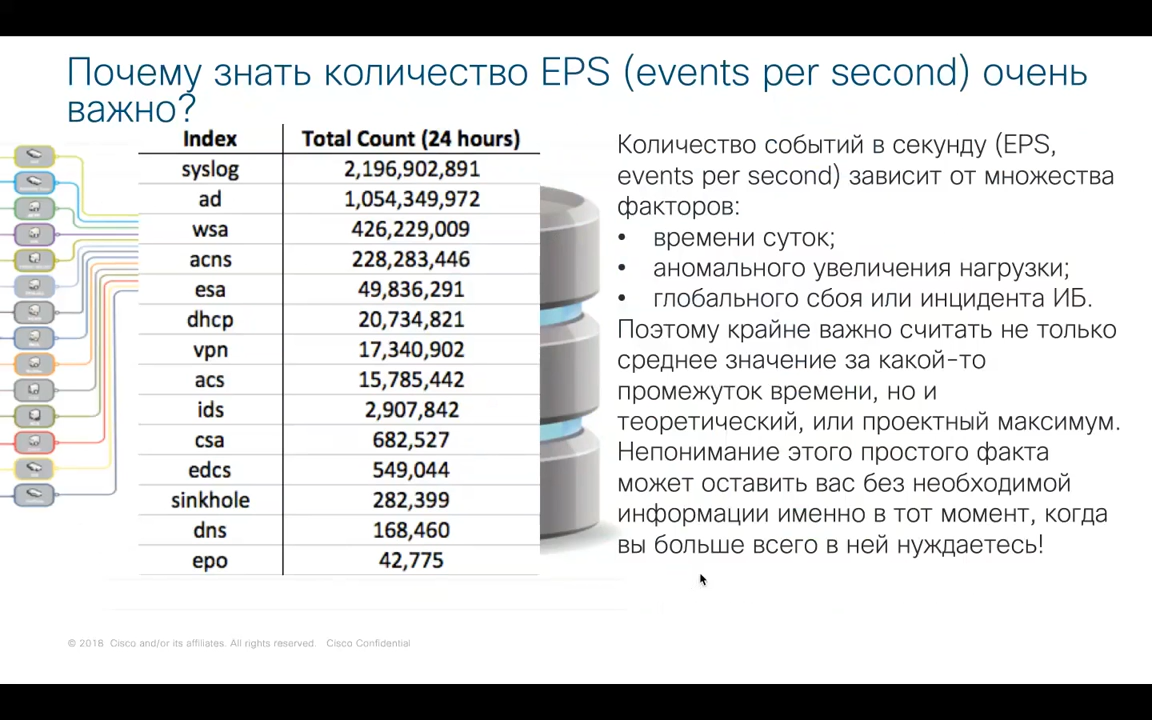 Почему знать количество EPS (events per second) очень
важно?
Index Total Count (24 hours)
syslog 2,196,902,891
ad 1,054,349,972
wsa 426,229,009
acns 228,283,446
esa 49,836,291
dhcp 20,734,821
vpn 17,340,902
acs 15,785,442
ids 2,907,842
csa 682,527
edcs 549,044
sinkhole 282,399
dns 168,460
epo 42,775
Количество событий в секунду (EPS,
events per second) зависит от множества
факторов:
• времени суток;
• аномального увеличения нагрузки;
• глобального сбоя или инцидента ИБ.
Поэтому крайне важно считать не только
среднее значение за какой-то
промежуток времени, но и
теоретический, или проектный максимум.
Непонимание этого простого факта
может оставить вас без необходимой
информации именно в тот момент, когда
вы больше всего в ней нуждаетесь!
© 2018 Cisco and/or its affiliates. All rights reserved. Cisco Confidential